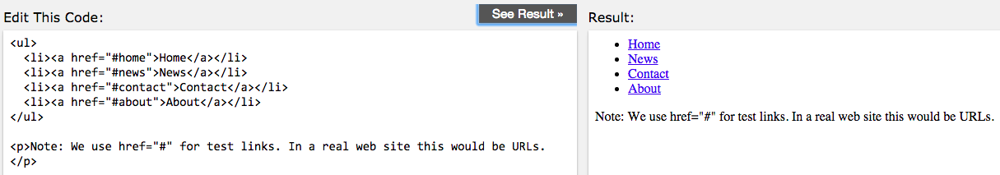 Edit This Code:
See Result »
<ul>
  <li><a href="#home">Home</a></li>
  <li><a href="#news">News</a></li>
  <li><a href="#contact">Contact</a></li>
  <li><a href="#about">About</a></li>
</ul>
<p>Note: We use href="#" for test links. In a real web site this would be URLs.
</p>
Result:
• Home
• News
• Contact
• About
Note: We use href="#" for test links. In a real web site this would be URLs.